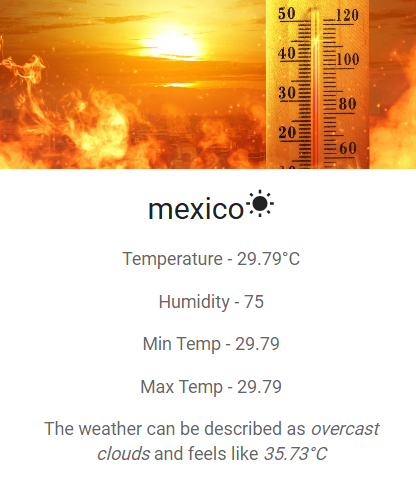 50 120
40 100
30 80
20 60
mexico
Temperature - 29.79°C
Humidity - 75
Min Temp - 29.79
Max Temp - 29.79
The weather can be described as overcast
clouds and feels like 35.73°C